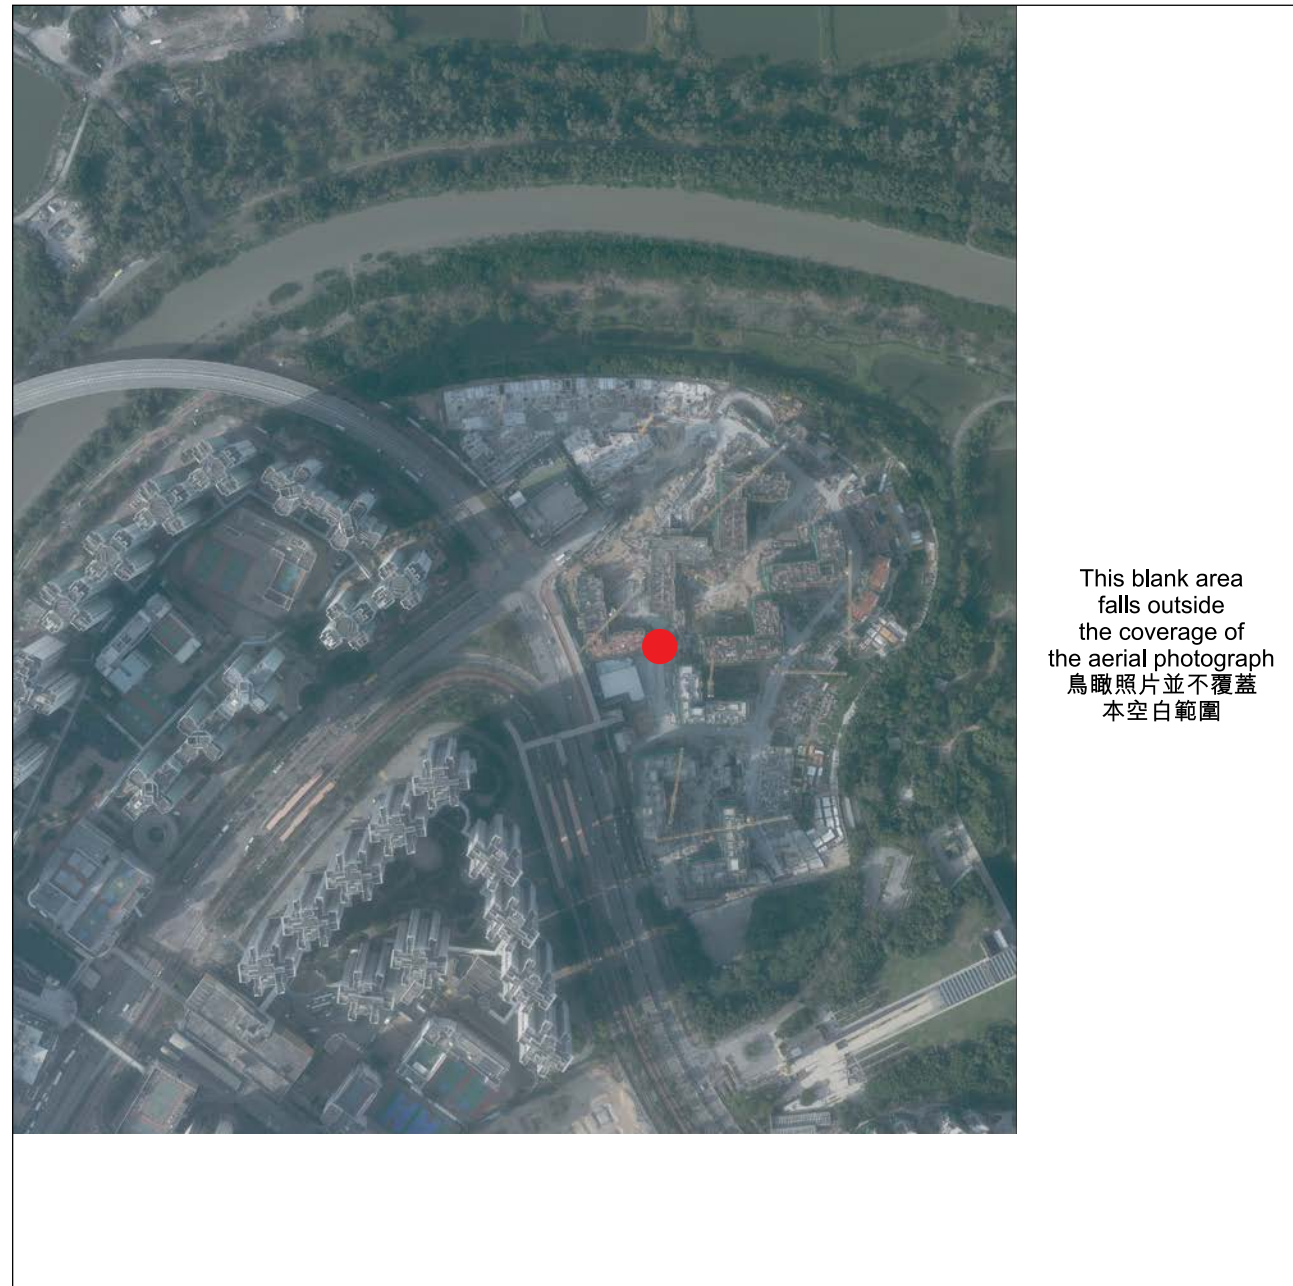 This blank area
falls outside
the coverage of
the aerial photograph
鳥瞰照片並不覆蓋
本空白範圍